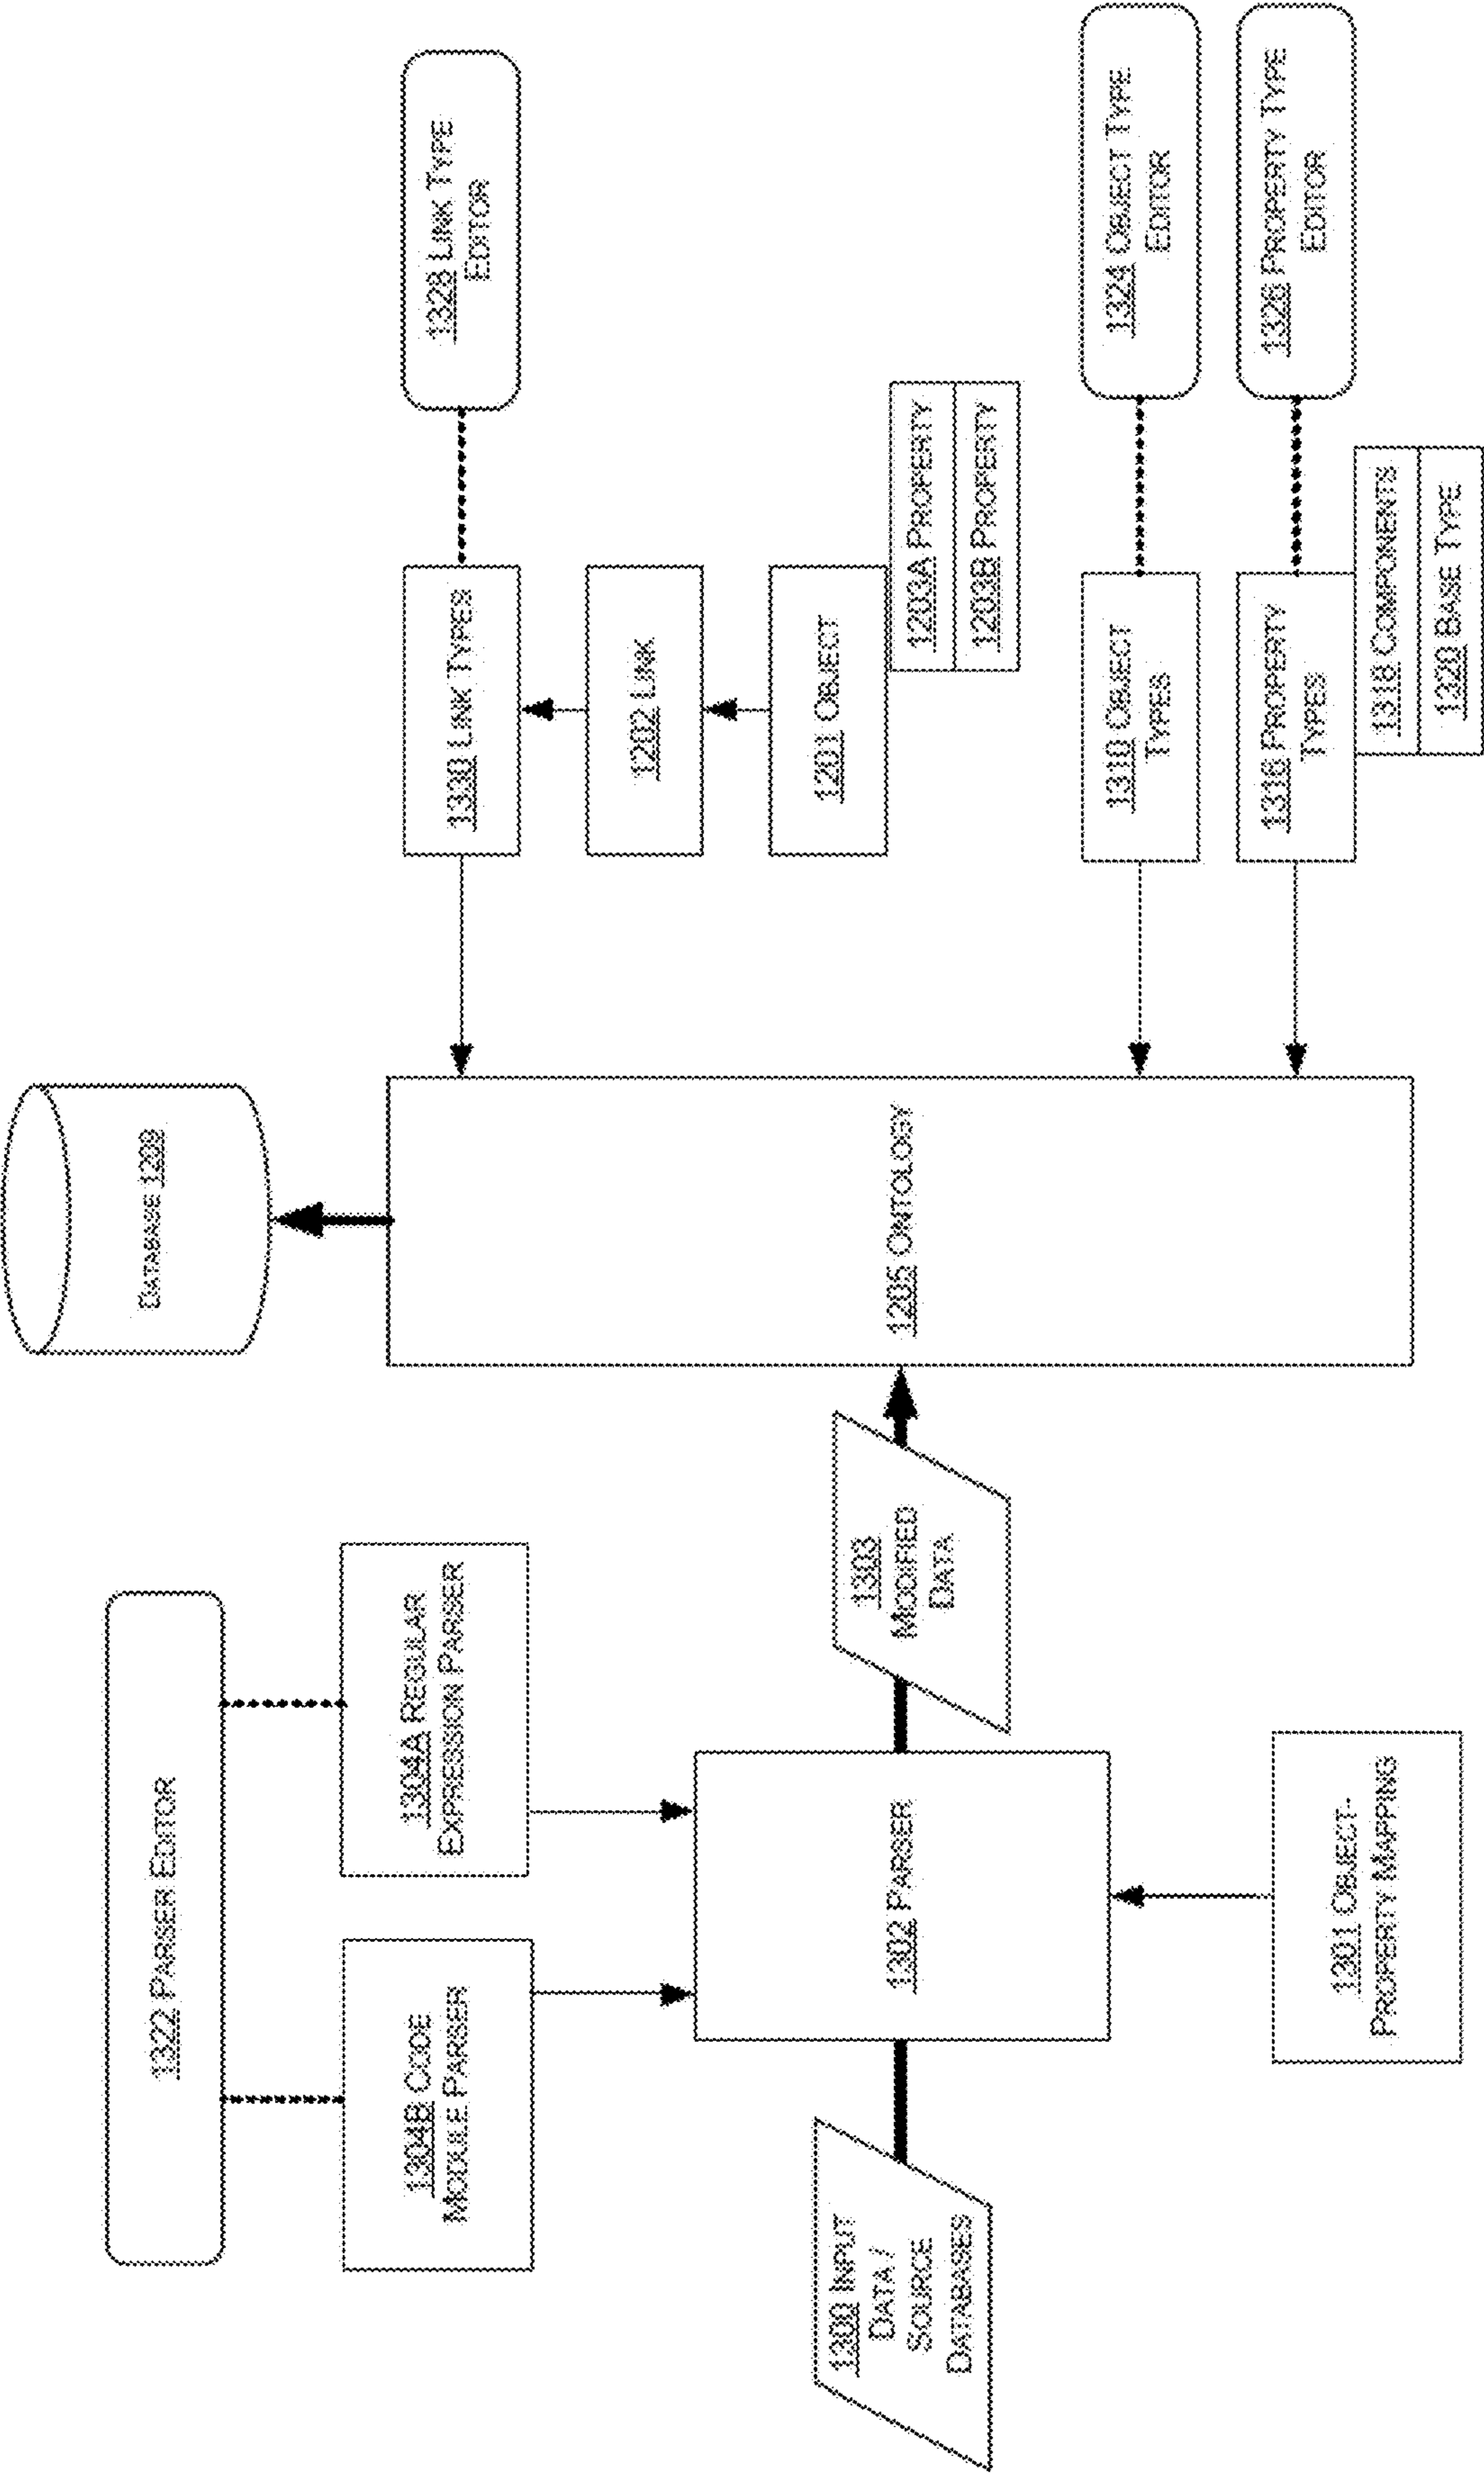 1322 PARSER EDITOR
1304B CODE
MODULE PARSER
1304A REGULAR
EXPRESSION PARSER
DATABASE 1209
1328 LINK TYPE
EDITOR
1330 LINK TYPES
1202 LINK
1201 OBJECT
1203A PROPERTY
1203B PROPERTY
1300 INPUT
DATA /
SOURCE
DATABASES
1302 PARSER
1303
MODIFIED
DATA
1205 ONTOLOGY
1301 OBJECT-
PROPERTY MAPPING
1310 OBJECT
TYPES
1324 OBJECT TYPE
EDITOR
1316 PROPERTY
TYPES
1326 PROPERTY TYPE
EDITOR
1318 COMPONENTS
1320 BASE TYPE